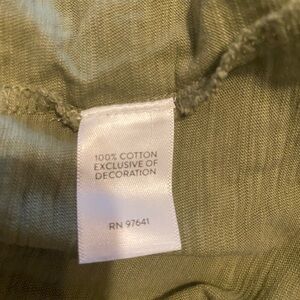 100% COTTON
EXCLUSIVE OF
DECORATION
RN 97641